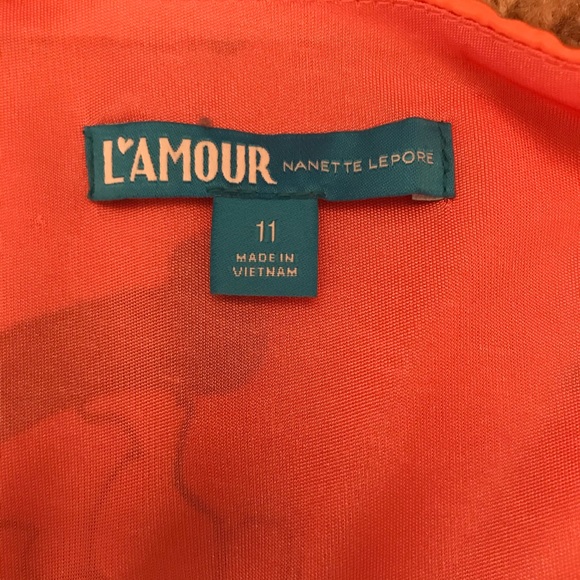 L'AMOUR NANETTE LEPORE
11
MADE IN
VIETNAM